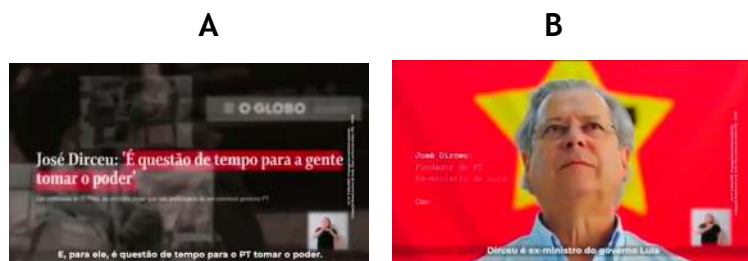 A
B
O GLOBO
José Dirceu: 'É questão de tempo para a gente
tomar o poder'
E, para ele, é questão de tempo para o PT tomar o poder.
José Dirceu:
Fundador do PT
Ex-ministro de Lula
Dirceu é ex-ministro do governo Lula